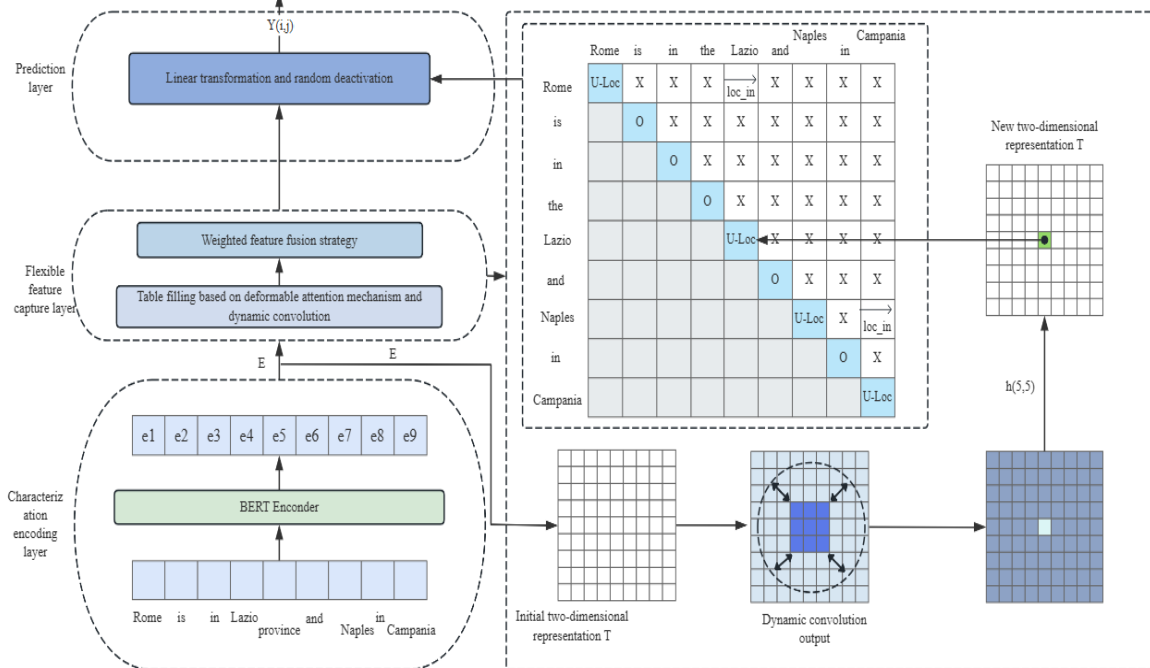 Y(i,j)
Prediction
layer
Linear transformation and random deactivation
Weighted feature fusion strategy
Flexible
feature
capture layer
Table filling based on deformable attention mechanism and
dynamic convolution
E
E
e1 e2 e3 e4 e5 e6 e7 e8 e9
Characteriz
ation
encoding
layer
BERT Enconder
Rome is in Lazio province and Naples in Campania
Rome is in the Lazio and Naples in Campania
Rome U-Loc X X X loc_in X X X X
is O X X X X X X X
in O X X X X X X
the O X X X X X
Lazio U-Loc X X X X
and O X X X
Naples U-Loc X loc_in
in O X
Campania U-Loc
New two-dimensional
representation T
h(5,5)
Initial two-dimensional
representation T
Dynamic convolution
output